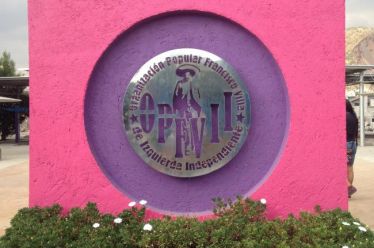 Organización Popular Francisco Villa
OPFVII
de Izquierda Independiente